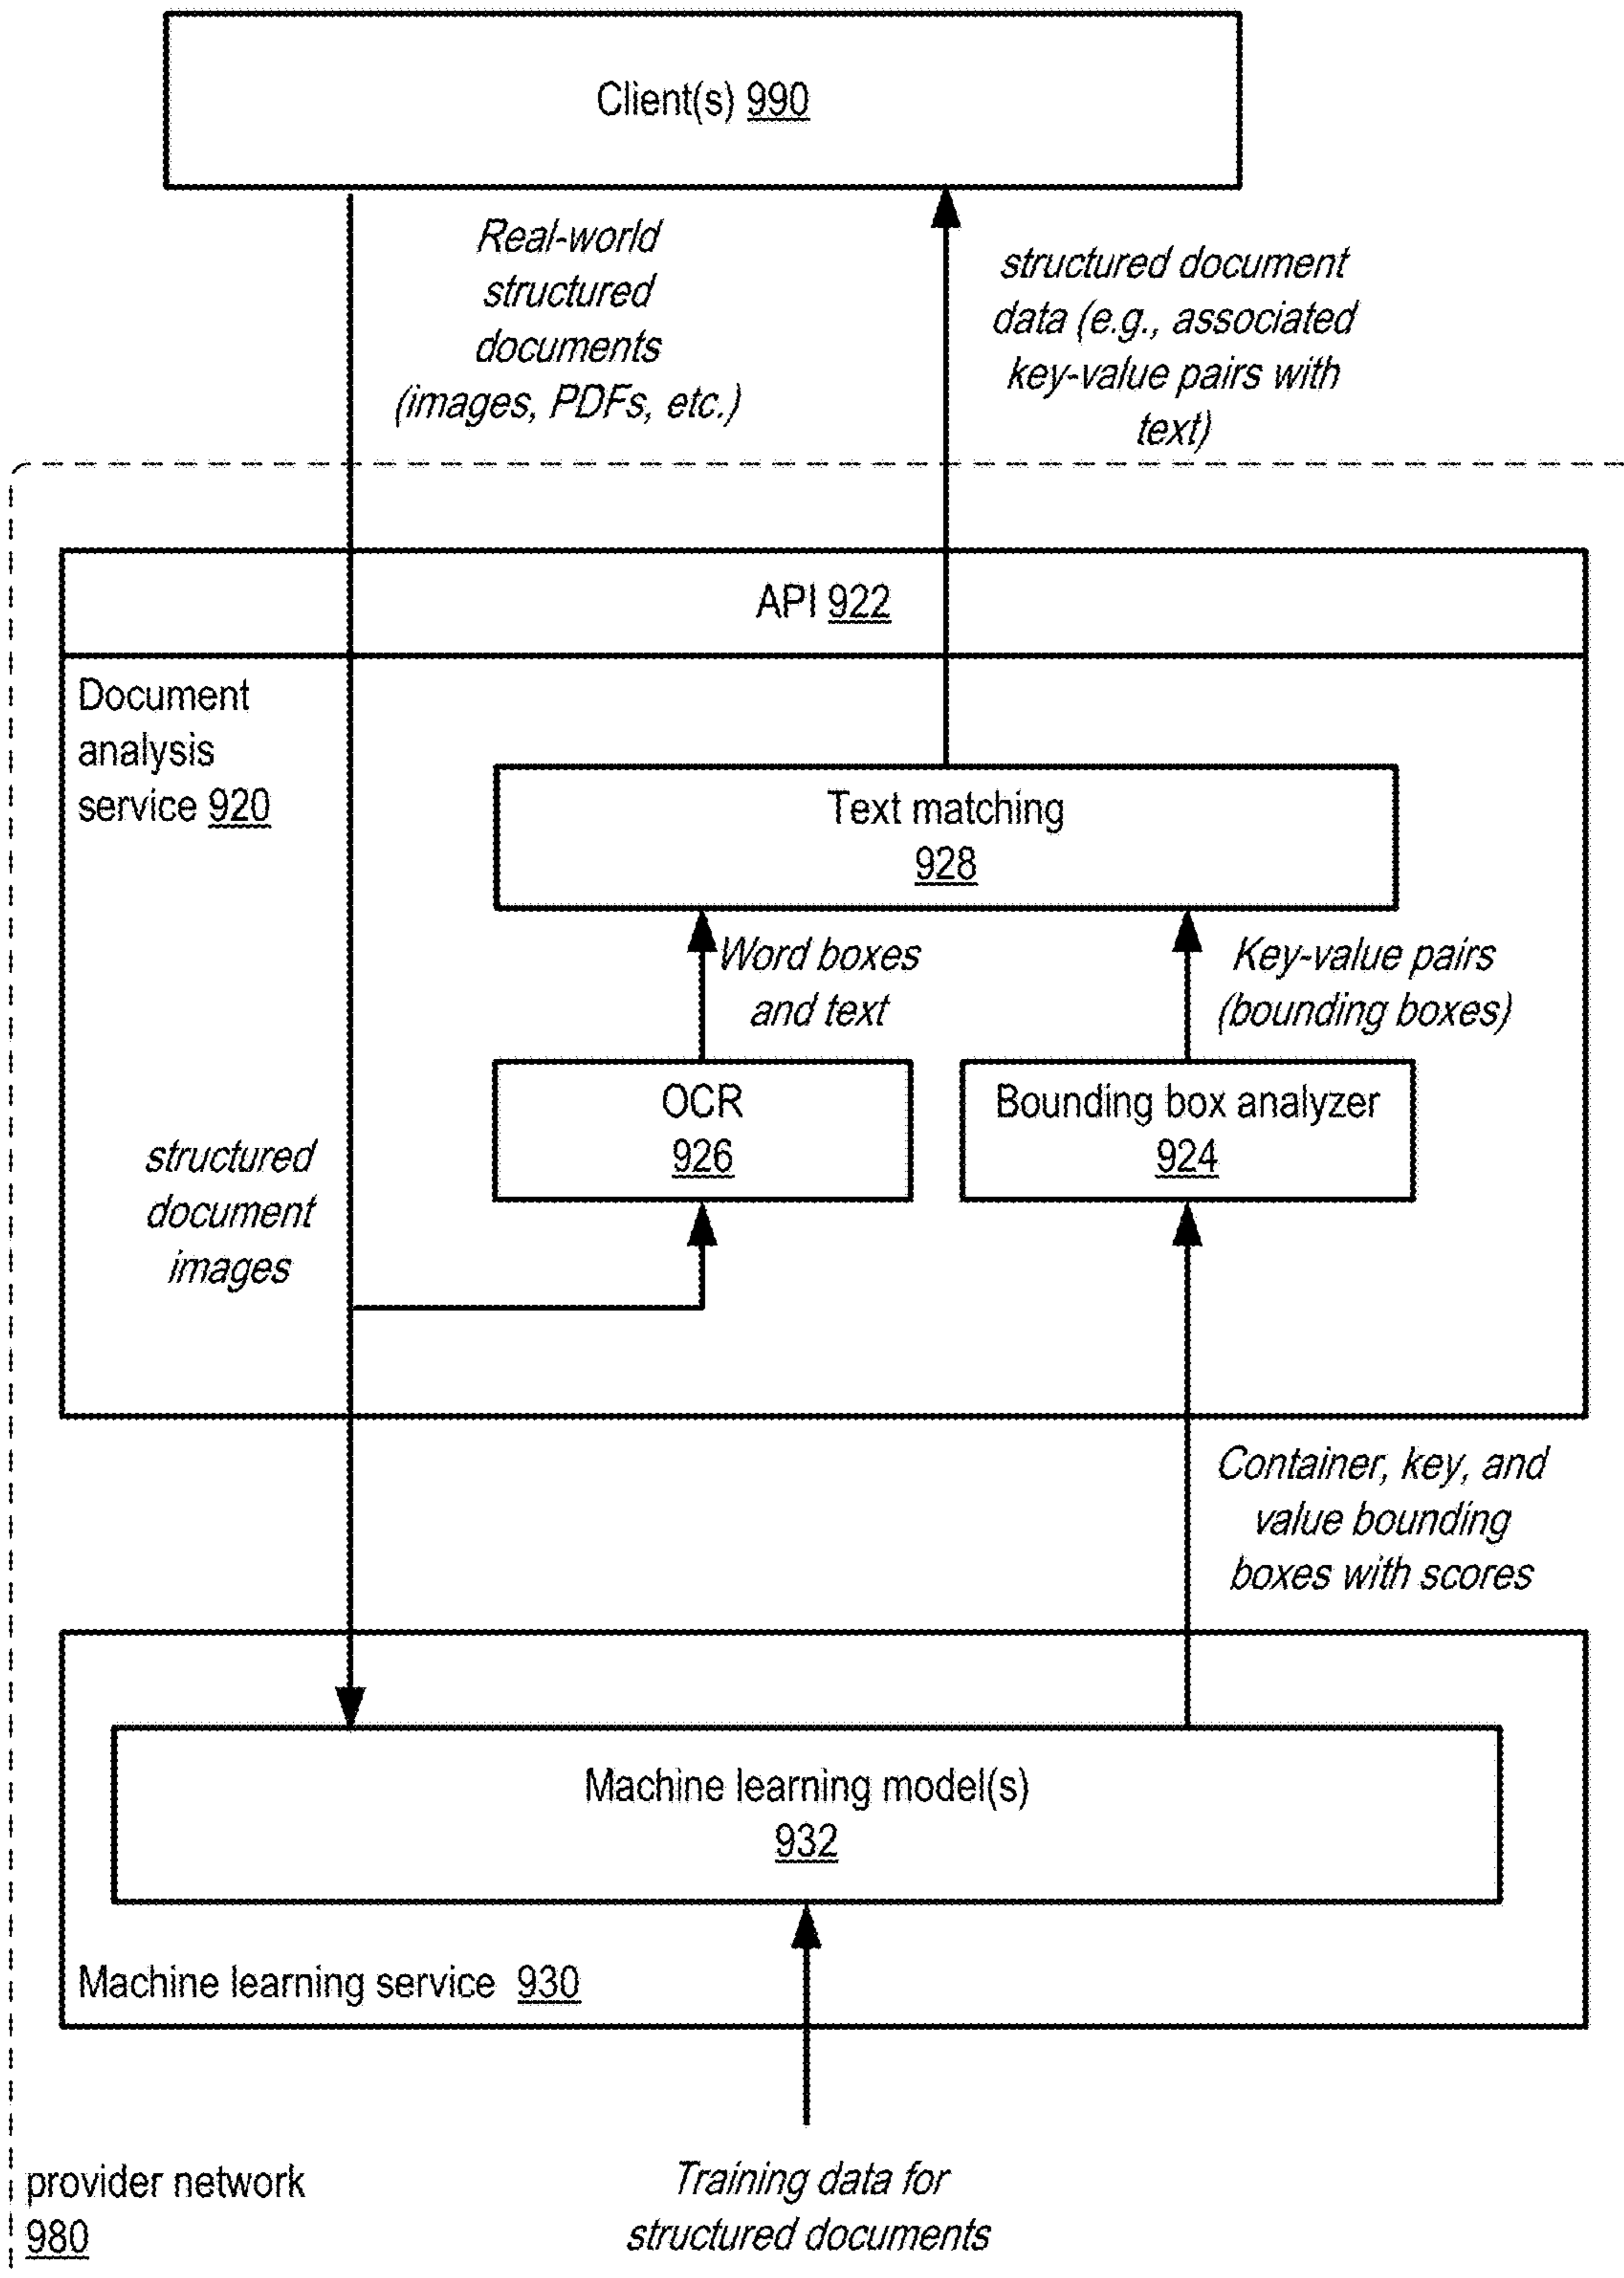 Client(s) 990
Real-world
structured
documents
(images, PDFs, etc.)
structured document
data (e.g., associated
key-value pairs with
text)
API 922
Document
analysis
service 920
Text matching
928
Word boxes
and text
Key-value pairs
(bounding boxes)
OCR
926
Bounding box analyzer
924
structured
document
images
Container, key, and
value bounding
boxes with scores
Machine learning model(s)
932
Machine learning service 930
provider network
980
Training data for
structured documents